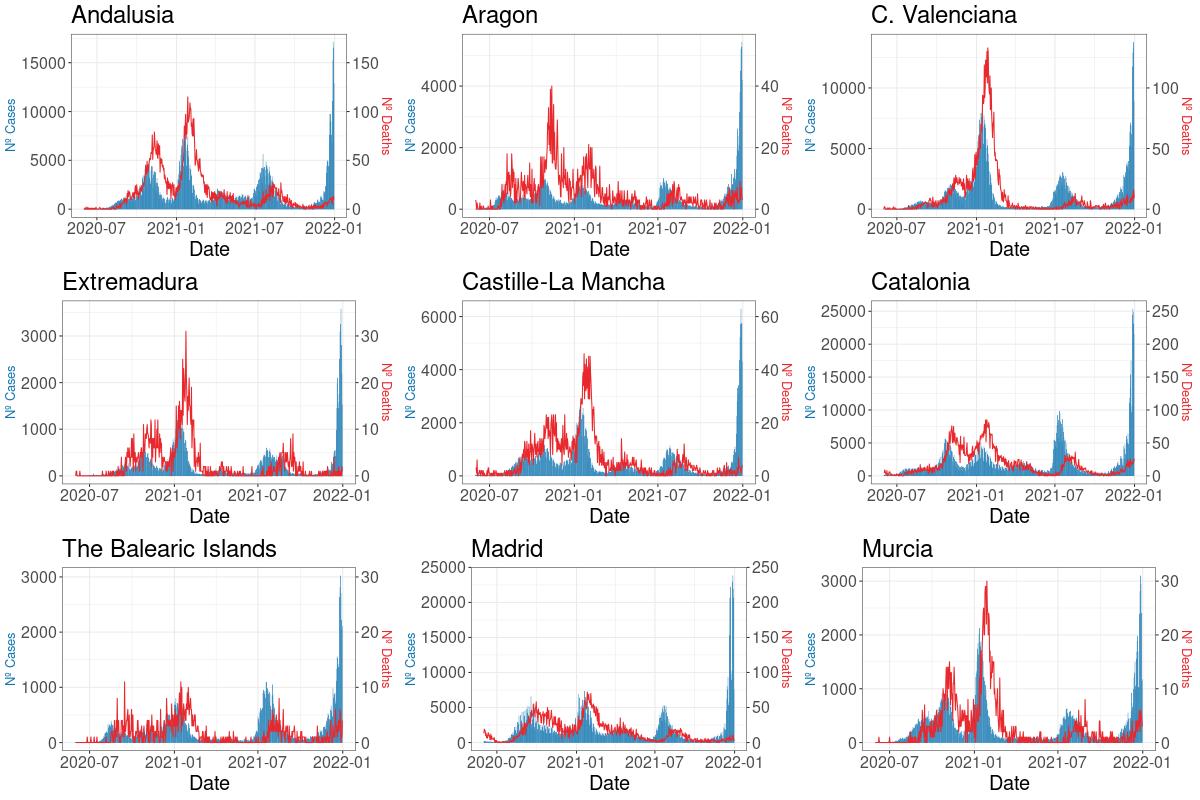 Andalusia
Nº Cases
15000
10000
5000
0
150
100
50
0
Nº Deaths
2020-07 2021-01 2021-07 2022-01
Date
Aragon
Nº Cases
4000
2000
0
40
20
0
Nº Deaths
2020-07 2021-01 2021-07 2022-01
Date
C. Valenciana
Nº Cases
10000
5000
0
100
50
0
Nº Deaths
2020-07 2021-01 2021-07 2022-01
Date
Extremadura
Nº Cases
3000
2000
1000
0
30
20
10
0
Nº Deaths
2020-07 2021-01 2021-07 2022-01
Date
Castille-La Mancha
Nº Cases
6000
4000
2000
0
60
40
20
0
Nº Deaths
2020-07 2021-01 2021-07 2022-01
Date
Catalonia
Nº Cases
25000
20000
15000
10000
5000
0
250
200
150
100
50
0
Nº Deaths
2020-07 2021-01 2021-07 2022-01
Date
The Balearic Islands
Nº Cases
3000
2000
1000
0
30
20
10
0
Nº Deaths
2020-07 2021-01 2021-07 2022-01
Date
Madrid
Nº Cases
25000
20000
15000
10000
5000
0
250
200
150
100
50
0
Nº Deaths
2020-07 2021-01 2021-07 2022-01
Date
Murcia
Nº Cases
3000
2000
1000
0
30
20
10
0
Nº Deaths
2020-07 2021-01 2021-07 2022-01
Date